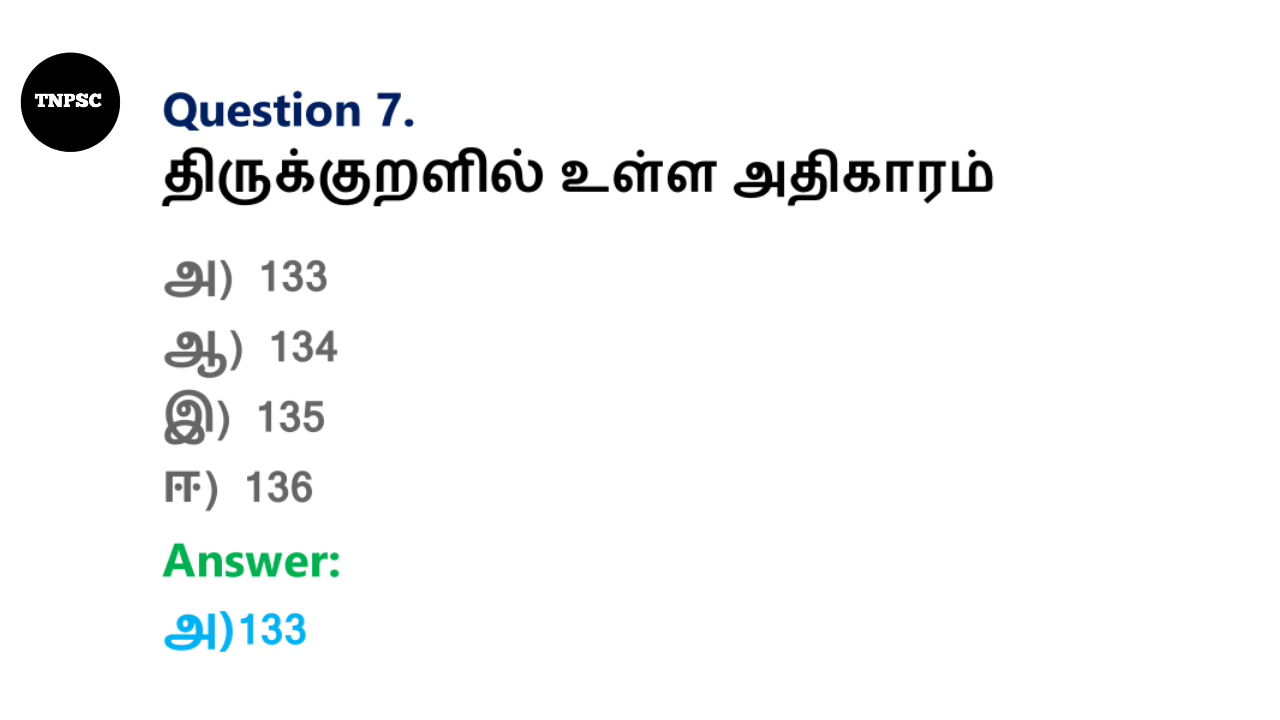 TNPSC
Question 7.
திருக்குறளில் உள்ள அதிகாரம்
அ) 133
ஆ) 134
இ) 135
ஈ) 136
Answer:
அ)133